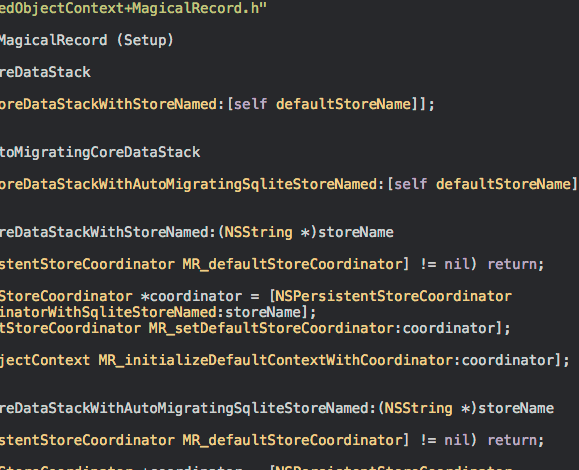 edObjectContext+MagicalRecord.h"
MagicalRecord (Setup)
reDataStack
oreDataStackWithStoreNamed:[self defaultStoreName]];
toMigratingCoreDataStack
oreDataStackWithAutoMigratingSqliteStoreNamed:[self defaultStoreName]
reDataStackWithStoreNamed:(NSString *)storeName
stentStoreCoordinator MR_defaultStoreCoordinator] != nil) return;
StoreCoordinator *coordinator = [NSPersistentStoreCoordinator
inatorWithSqliteStoreNamed:storeName];
tStoreCoordinator MR_setDefaultStoreCoordinator:coordinator];
jectContext MR_initializeDefaultContextWithCoordinator:coordinator];
reDataStackWithAutoMigratingSqliteStoreNamed:(NSString *)storeName
stentStoreCoordinator MR_defaultStoreCoordinator] != nil) return;